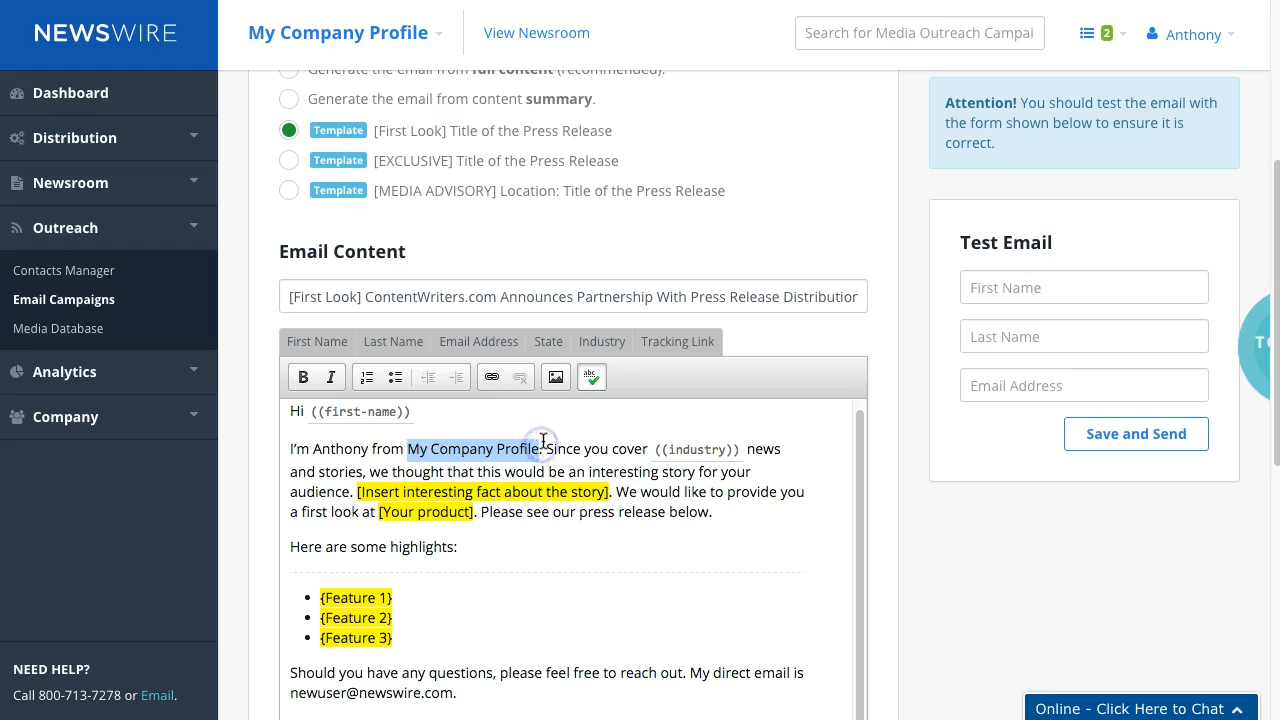 NEWSWIRE
My Company Profile
View Newsroom
Search for Media Outreach Campai
2
Anthony
Dashboard
Distribution
Newsroom
Outreach
Contacts Manager
Email Campaigns
Media Database
Analytics
Company
NEED HELP?
Call 800-713-7278 or Email.
Generate the email from full content (recommended).
Generate the email from content summary.
Template [First Look] Title of the Press Release
Template [EXCLUSIVE] Title of the Press Release
Template [MEDIA ADVISORY] Location: Title of the Press Release
Email Content
[First Look] ContentWriters.com Announces Partnership With Press Release Distribution
First Name Last Name Email Address State Industry Tracking Link
B I abc
Hi ((first-name))
I'm Anthony from My Company Profile. Since you cover ((industry)) news
and stories, we thought that this would be an interesting story for your
audience. [Insert interesting fact about the story]. We would like to provide you
a first look at [Your product]. Please see our press release below.
Here are some highlights:
{Feature 1}
{Feature 2}
{Feature 3}
Should you have any questions, please feel free to reach out. My direct email is
newuser@newswire.com.
Attention! You should test the email with
the form shown below to ensure it is
correct.
Test Email
First Name
Last Name
Email Address
Save and Send
TO
Online - Click Here to Chat